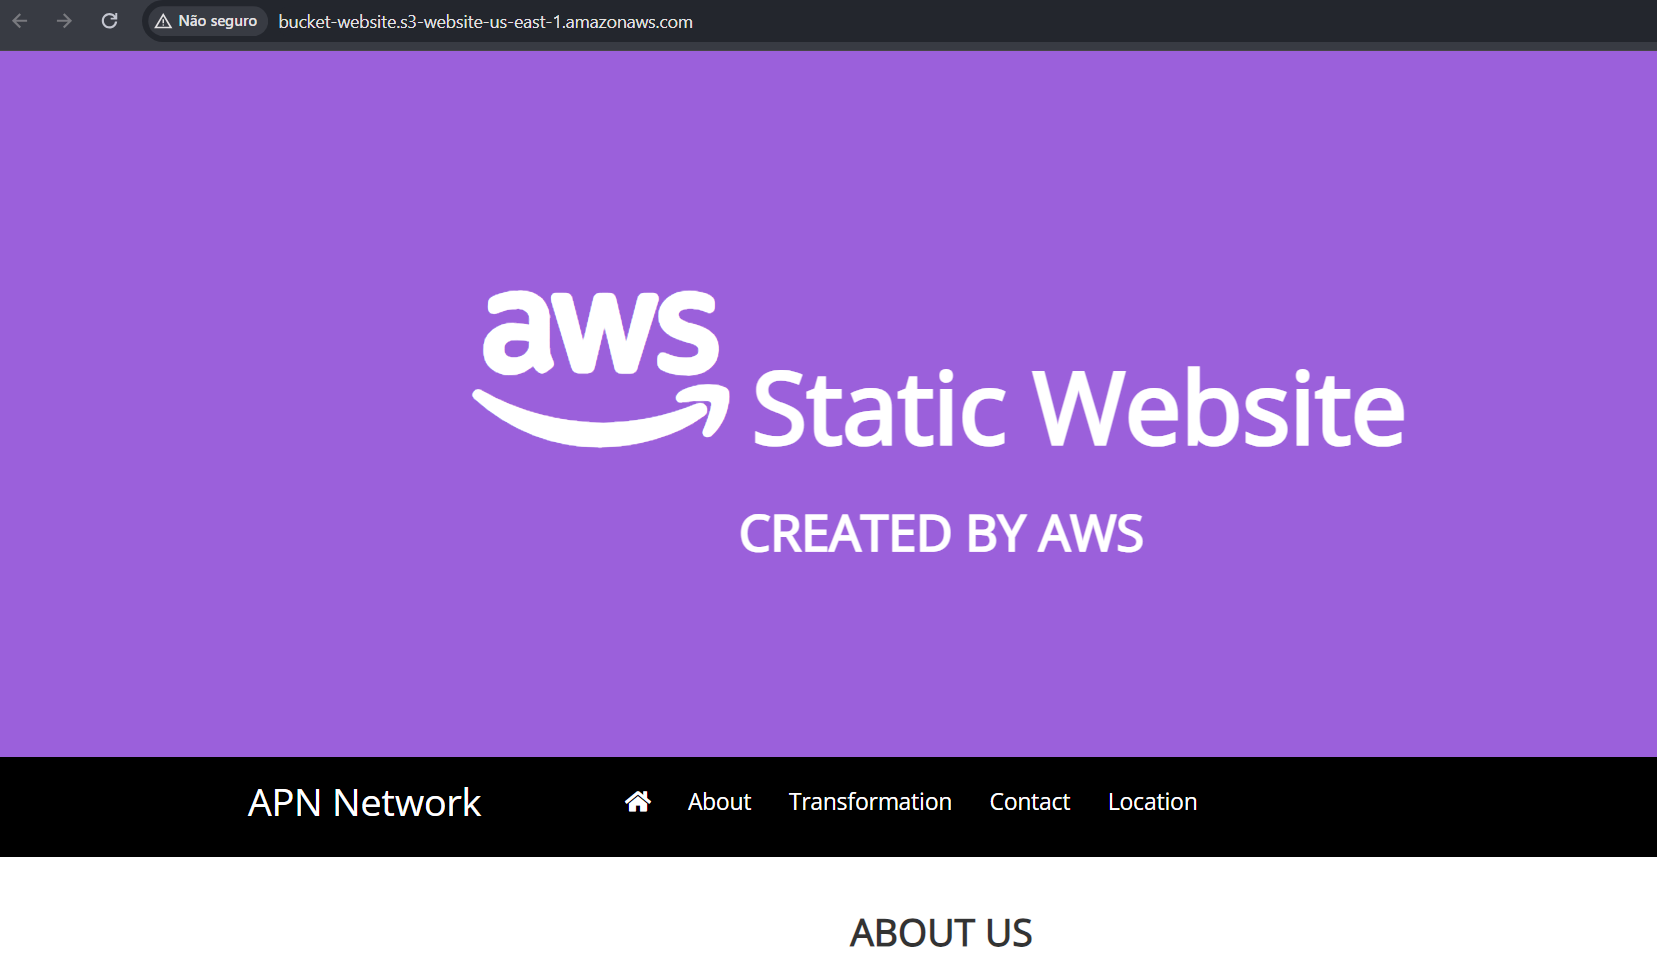 Não seguro bucket-website.s3-website-us-east-1.amazonaws.com
aws Static Website
CREATED BY AWS
APN Network About Transformation Contact Location
ABOUT US